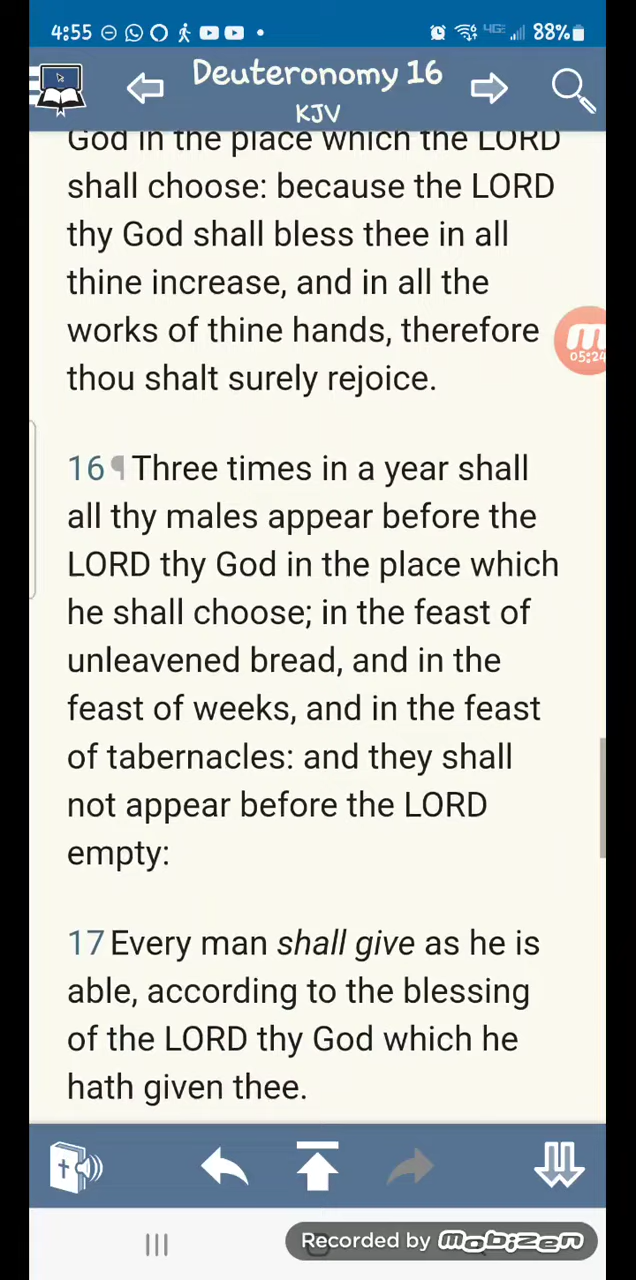 4:55
4G
88%
Deuteronomy 16
KJV
God in the place which the LORD
shall choose: because the LORD
thy God shall bless thee in all
thine increase, and in all the
works of thine hands, therefore
thou shalt surely rejoice.
m
05:24
16 ¶ Three times in a year shall
all thy males appear before the
LORD thy God in the place which
he shall choose; in the feast of
unleavened bread, and in the
feast of weeks, and in the feast
of tabernacles: and they shall
not appear before the LORD
empty:
17 Every man shall give as he is
able, according to the blessing
of the LORD thy God which he
hath given thee.
Recorded by mobizen